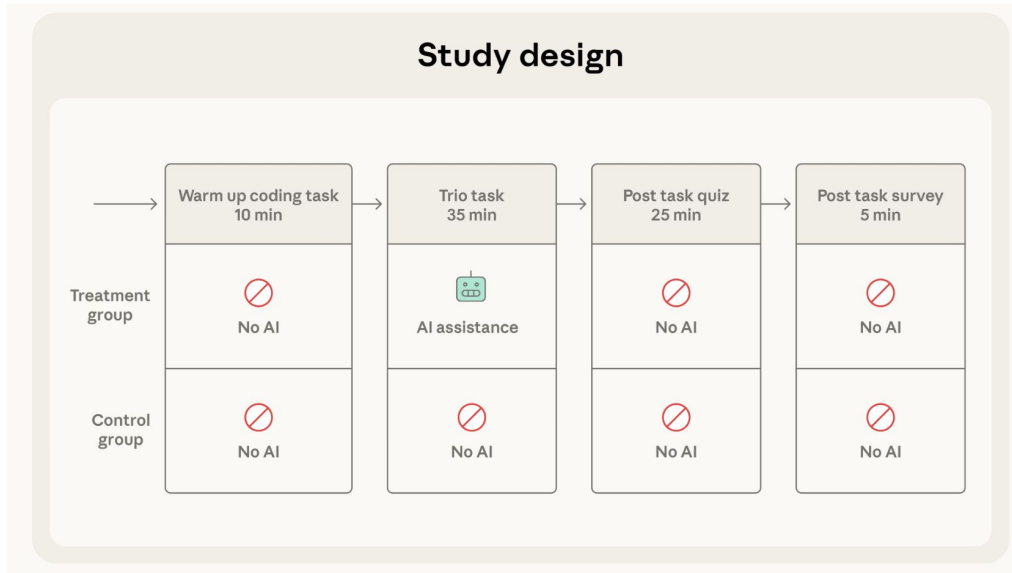 Study design
Warm up coding task
10 min
Trio task
35 min
Post task quiz
25 min
Post task survey
5 min
Treatment
group
No AI
AI assistance
No AI
No AI
Control
group
No AI
No AI
No AI
No AI